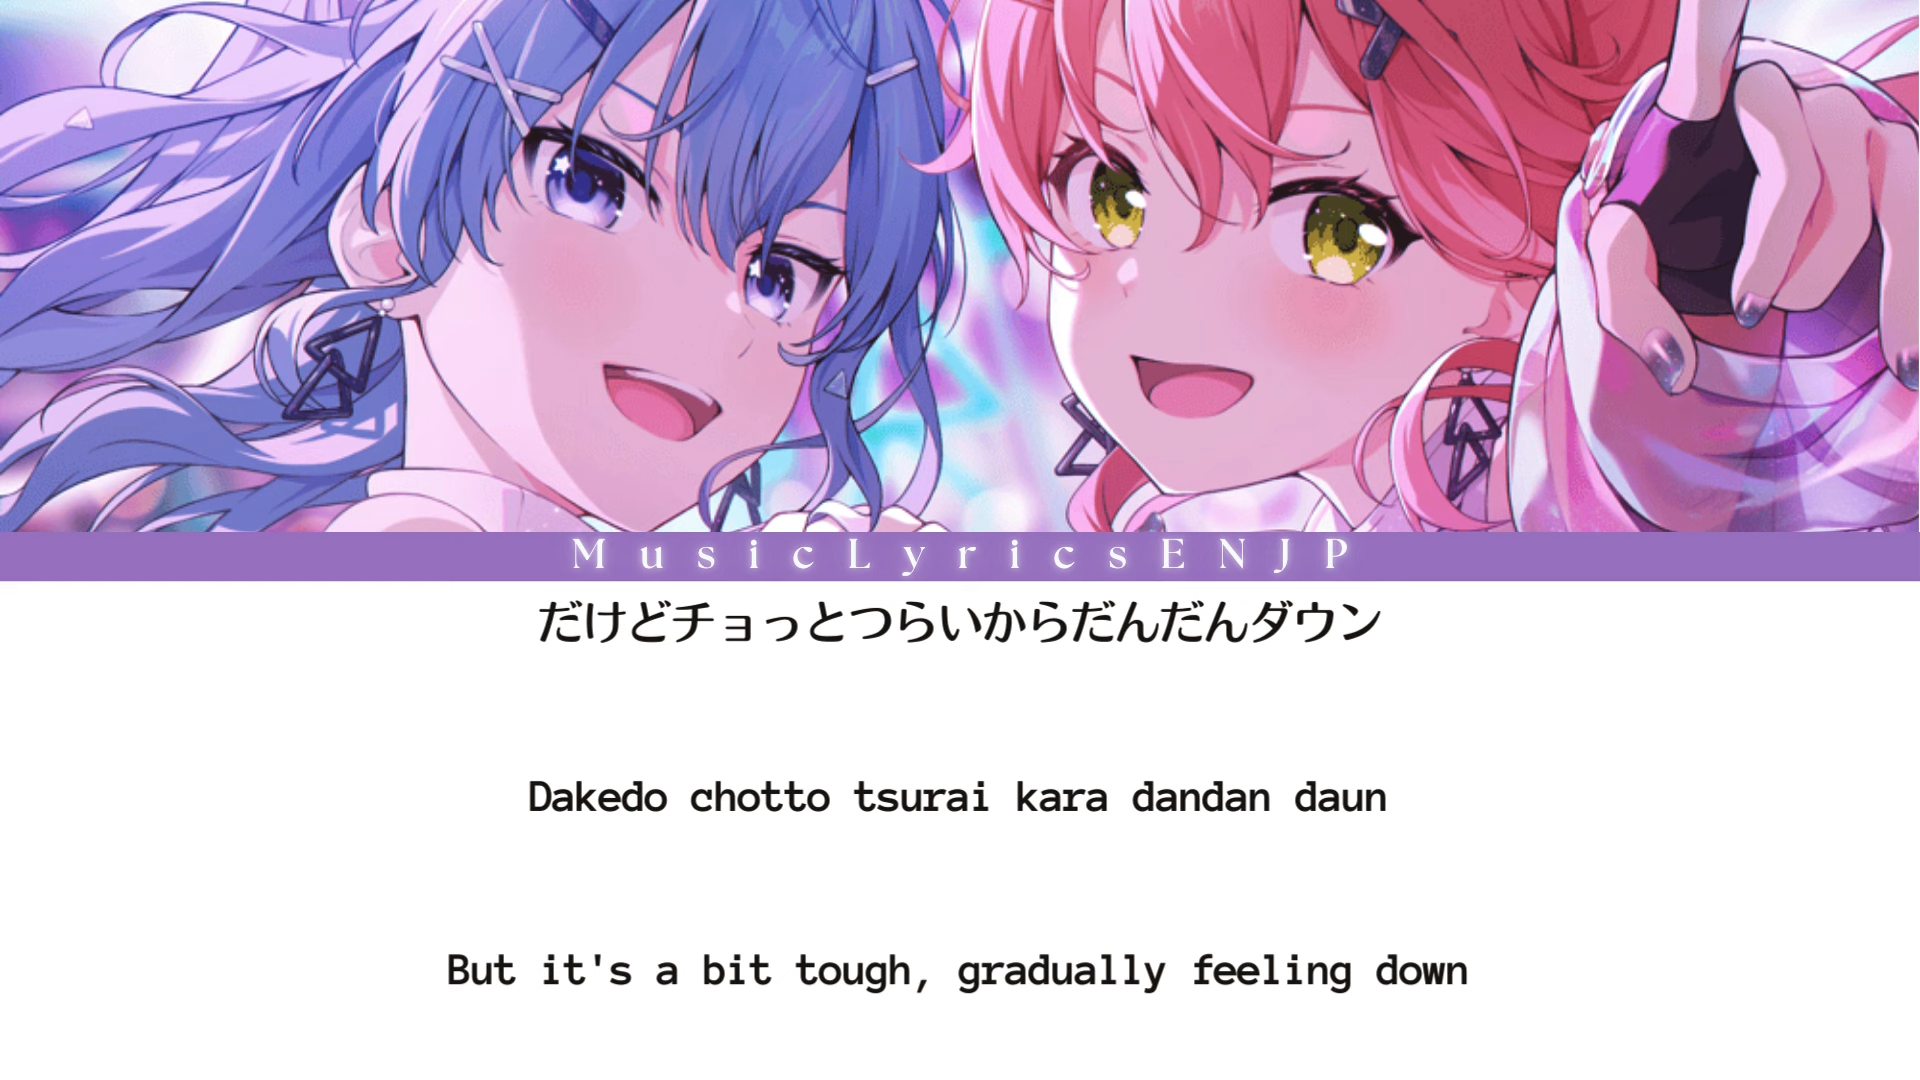 MusicLyricsENJP
だけどチョっとつらいからだんだんダウン
Dakedo chotto tsurai kara dandan daun
But it's a bit tough, gradually feeling down